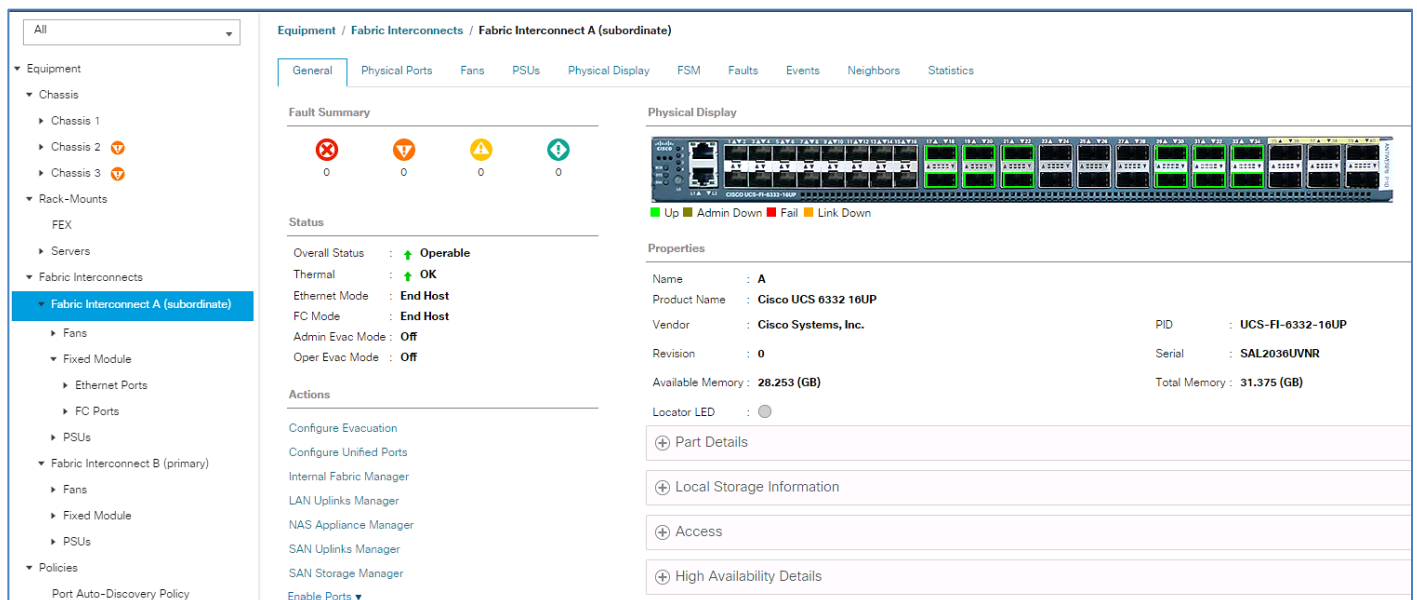 All
Equipment
Chassis
Chassis 1
Chassis 2
Chassis 3
Rack-Mounts
FEX
Servers
Fabric Interconnects
Fabric Interconnect A (subordinate)
Fans
Fixed Module
Ethernet Ports
FC Ports
PSUs
Fabric Interconnect B (primary)
Fans
Fixed Module
PSUs
Policies
Port Auto-Discovery Policy
Equipment / Fabric Interconnects / Fabric Interconnect A (subordinate)
General Physical Ports Fans PSUs Physical Display FSM Faults Events Neighbors Statistics
Fault Summary
0 0 0 0
Status
Overall Status : Operable
Thermal : OK
Ethernet Mode : End Host
FC Mode : End Host
Admin Evac Mode : Off
Oper Evac Mode : Off
Actions
Configure Evacuation
Configure Unified Ports
Internal Fabric Manager
LAN Uplinks Manager
NAS Appliance Manager
SAN Uplinks Manager
SAN Storage Manager
Enable Ports
Physical Display
CISCO
CISCO UCS-FI-6332-16UP
Up Admin Down Fail Link Down
Properties
Name : A
Product Name : Cisco UCS 6332 16UP
Vendor : Cisco Systems, Inc. PID : UCS-FI-6332-16UP
Revision : 0 Serial : SAL2036UVNR
Available Memory : 28.253 (GB) Total Memory : 31.375 (GB)
Locator LED :
Part Details
Local Storage Information
Access
High Availability Details